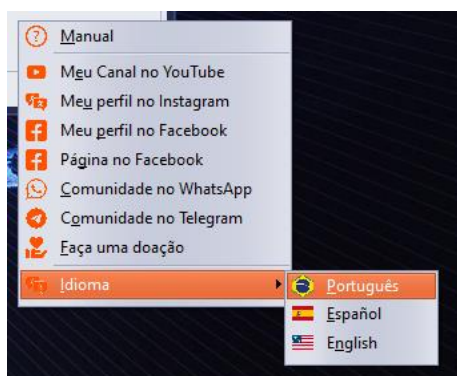 Manual
Meu Canal no YouTube
Meu perfil no Instagram
Meu perfil no Facebook
Página no Facebook
Comunidade no WhatsApp
Comunidade no Telegram
Faça uma doação
Idioma
Português
Español
English